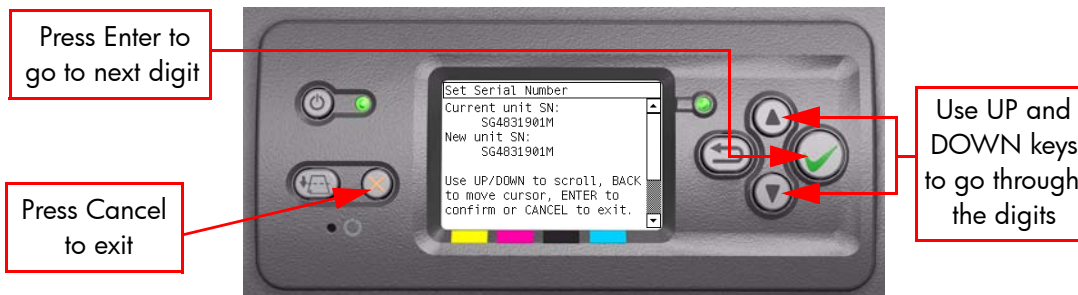 Press Enter to
go to next digit
Set Serial Number
Current unit SN:
SG4831901M
New unit SN:
SG4831901M
Use UP/DOWN to scroll, BACK
to move cursor, ENTER to
confirm or CANCEL to exit.
Press Cancel
to exit
Use UP and
DOWN keys
to go through
the digits